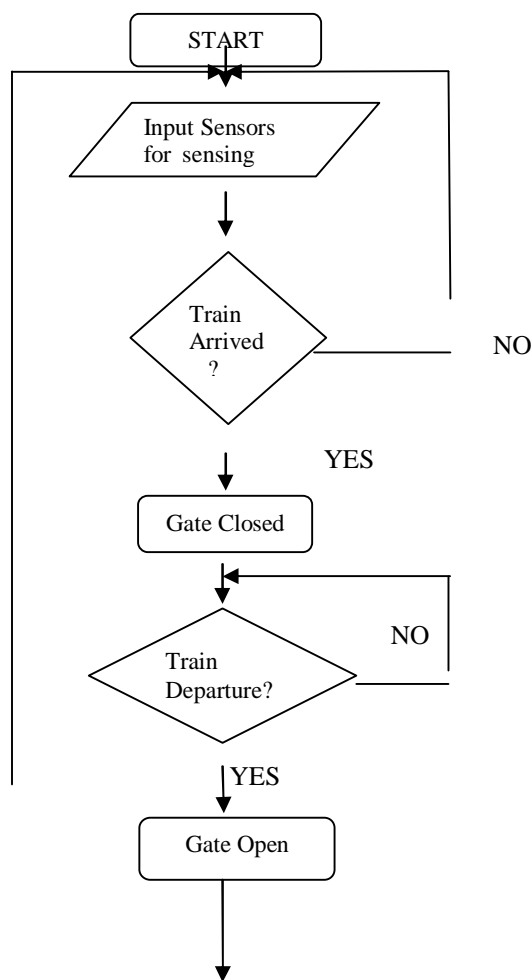 START
Input Sensors
for sensing
Train
Arrived
?
NO
YES
Gate Closed
NO
Train
Departure?
YES
Gate Open